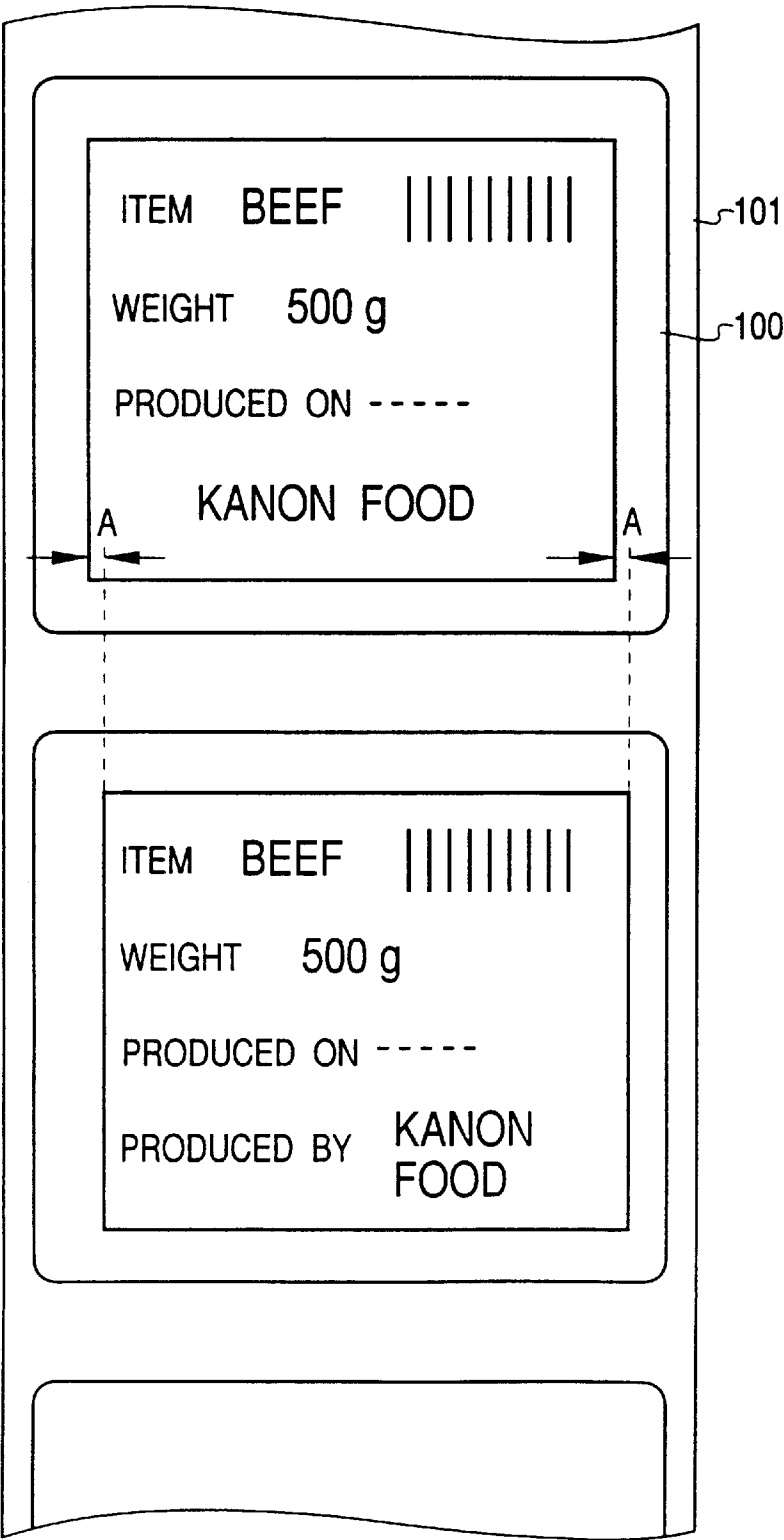 ITEM BEEF
101
WEIGHT 500 g
100
PRODUCED ON -----
KANON FOOD
A A
ITEM BEEF
WEIGHT 500 g
PRODUCED ON -----
PRODUCED BY KANON
FOOD